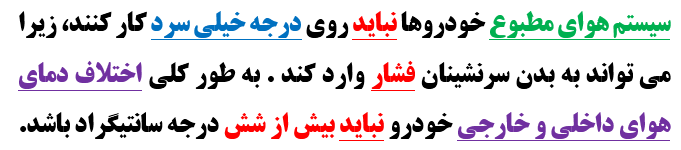 سیستم هوای مطبوع خودروها نباید روی درجه خیلی سرد کار کنند، زیرا
می تواند به بدن سرنشینان فشار وارد کند . به طور کلی اختلاف دمای
هوای داخلی و خارجی خودرو نباید بیش از شش درجه سانتیگراد باشد.